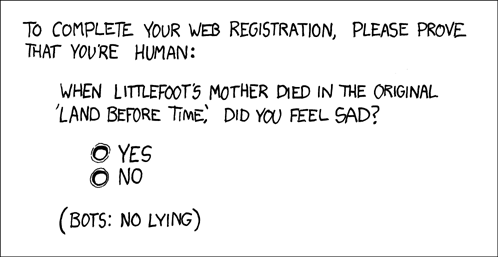 TO COMPLETE YOUR WEB REGISTRATION, PLEASE PROVE
THAT YOU'RE HUMAN:
WHEN LITTLEFOOT'S MOTHER DIED IN THE ORIGINAL
'LAND BEFORE TIME,' DID YOU FEEL SAD?
YES
NO
(BOTS: NO LYING)